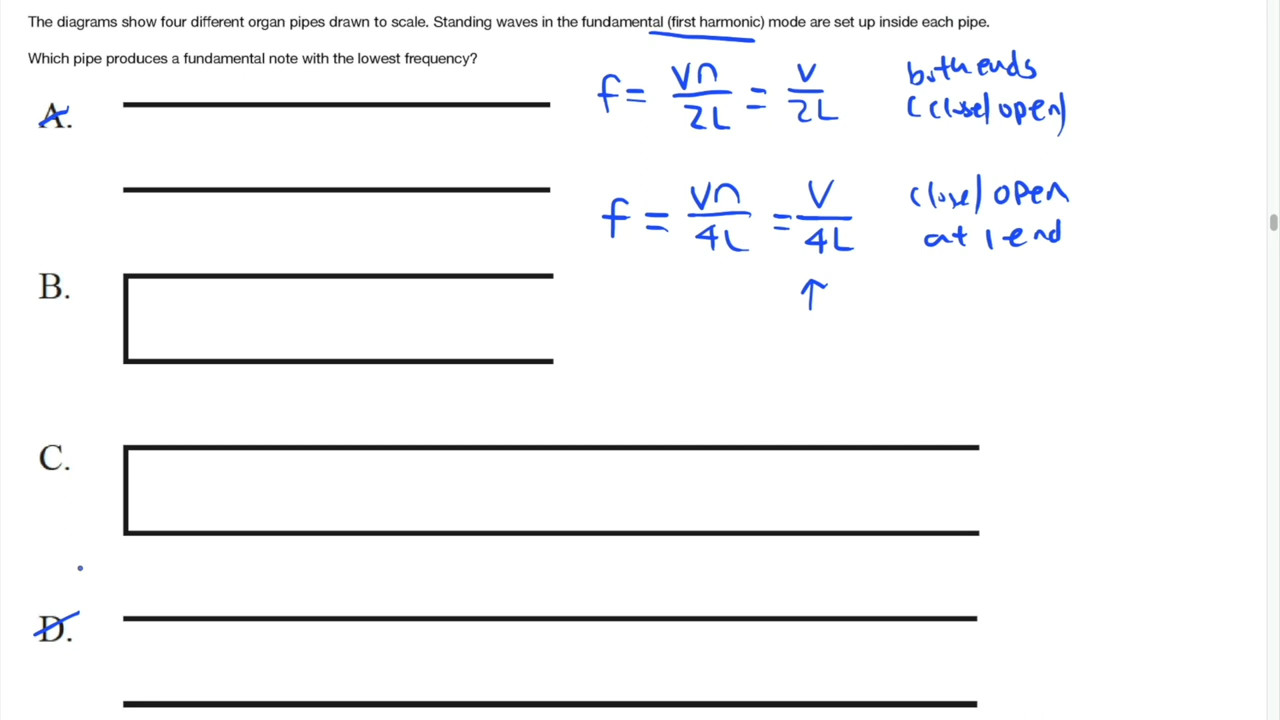 The diagrams show four different organ pipes drawn to scale. Standing waves in the fundamental (first harmonic) mode are set up inside each pipe.
Which pipe produces a fundamental note with the lowest frequency?
f = vn/2L = v/2L
both ends
(close/open)
A.
f = vn/4L = v/4L
close/open
at 1 end
↑
B.
C.
D.